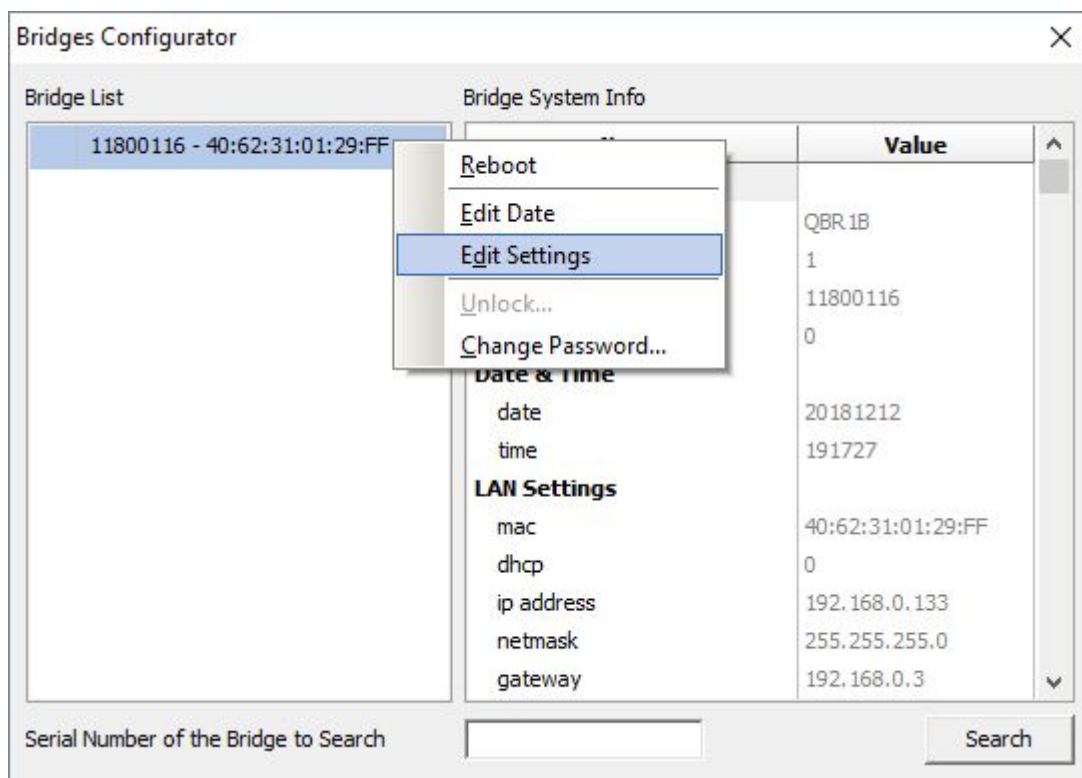 Bridges Configurator
Bridge List
Bridge System Info
11800116 - 40:62:31:01:29:FF
Value
Reboot
Edit Date
QBR1B
Edit Settings
1
Unlock...
11800116
Change Password...
0
Date & Time
date 20181212
time 191727
LAN Settings
mac 40:62:31:01:29:FF
dhcp 0
ip address 192.168.0.133
netmask 255.255.255.0
gateway 192.168.0.3
Serial Number of the Bridge to Search
Search